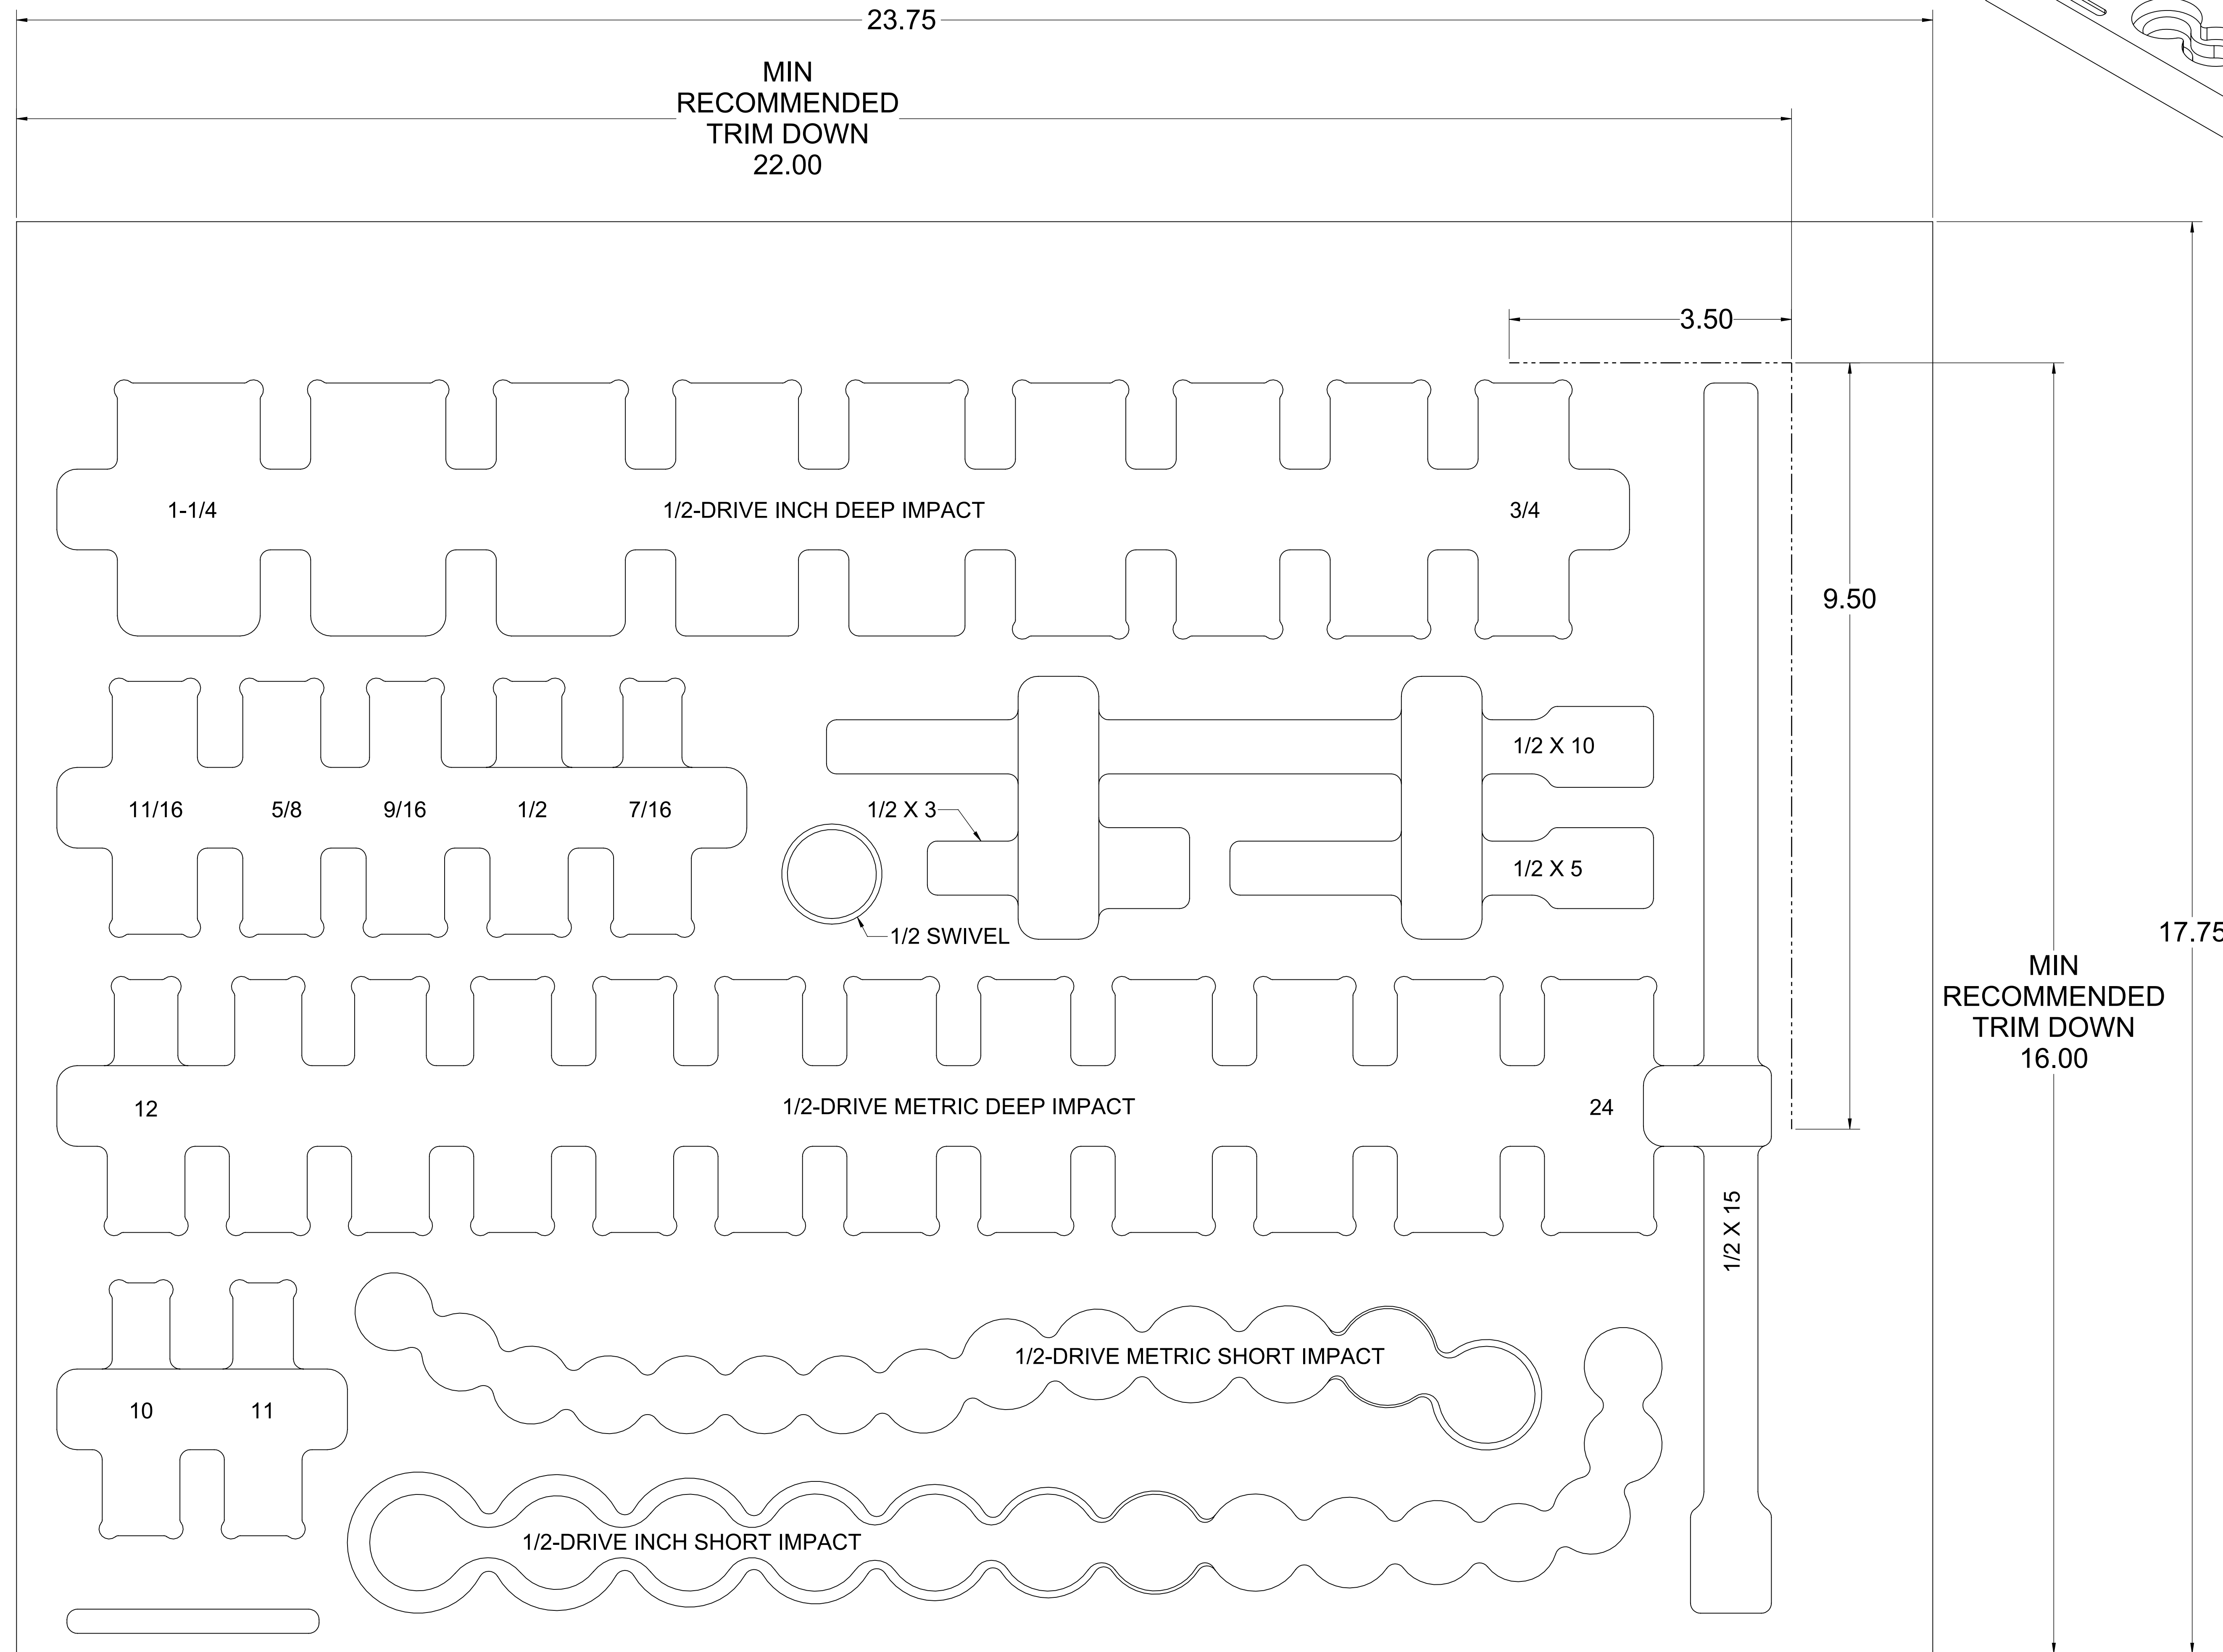 23.75
MIN
RECOMMENDED
TRIM DOWN
22.00
3.50
1-1/4
1/2-DRIVE INCH DEEP IMPACT
3/4
9.50
1/2 X 10
11/16
5/8
9/16
1/2
7/16
1/2 X 3
1/2 X 5
1/2 SWIVEL
17.75
MIN
RECOMMENDED
TRIM DOWN
16.00
12
1/2-DRIVE METRIC DEEP IMPACT
24
1/2 X 15
1/2-DRIVE METRIC SHORT IMPACT
10
11
1/2-DRIVE INCH SHORT IMPACT